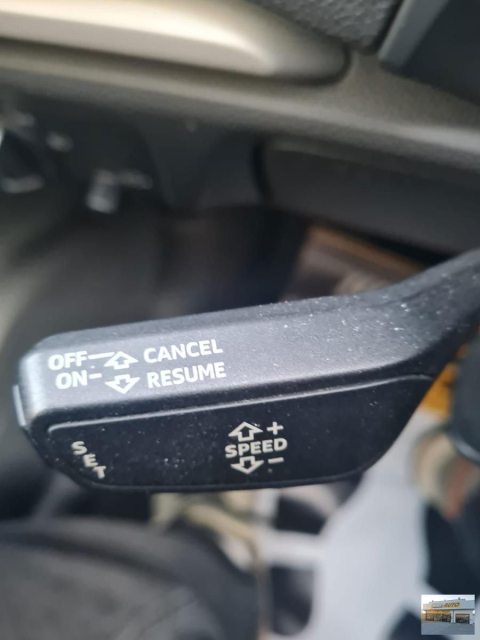 OFF CANCEL
ON RESUME
SET
+
SPEED
-